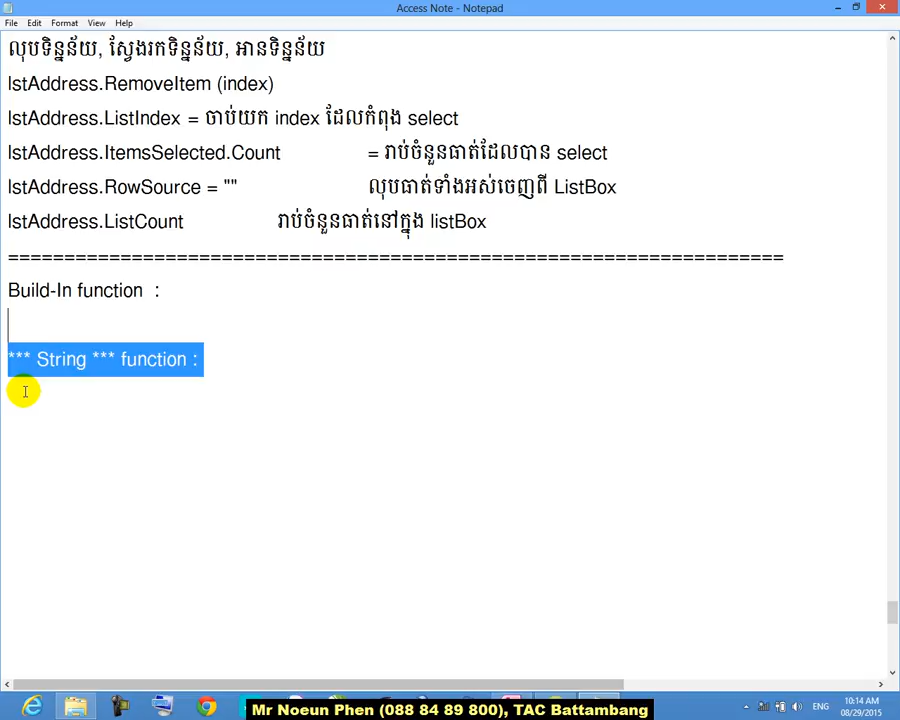 Access Note - Notepad
File Edit Format View Help
លុបទិន្នន័យ, ស្វែងរកទិន្នន័យ, អានទិន្នន័យ
lstAddress.RemoveItem (index)
lstAddress.ListIndex = ចាប់យក index ដែលកំពុង select
lstAddress.ItemsSelected.Count = រាប់ចំនួនធាត់ដែលបាន select
lstAddress.RowSource = "" លុបធាត់ទាំងអស់ចេញពី ListBox
lstAddress.ListCount រាប់ចំនួនធាត់នៅក្នុង listBox
=====================================================================
Build-In function :
*** String *** function :
ENG
10:14 AM
08/29/2015
Mr Noeun Phen (088 84 89 800), TAC Battambang